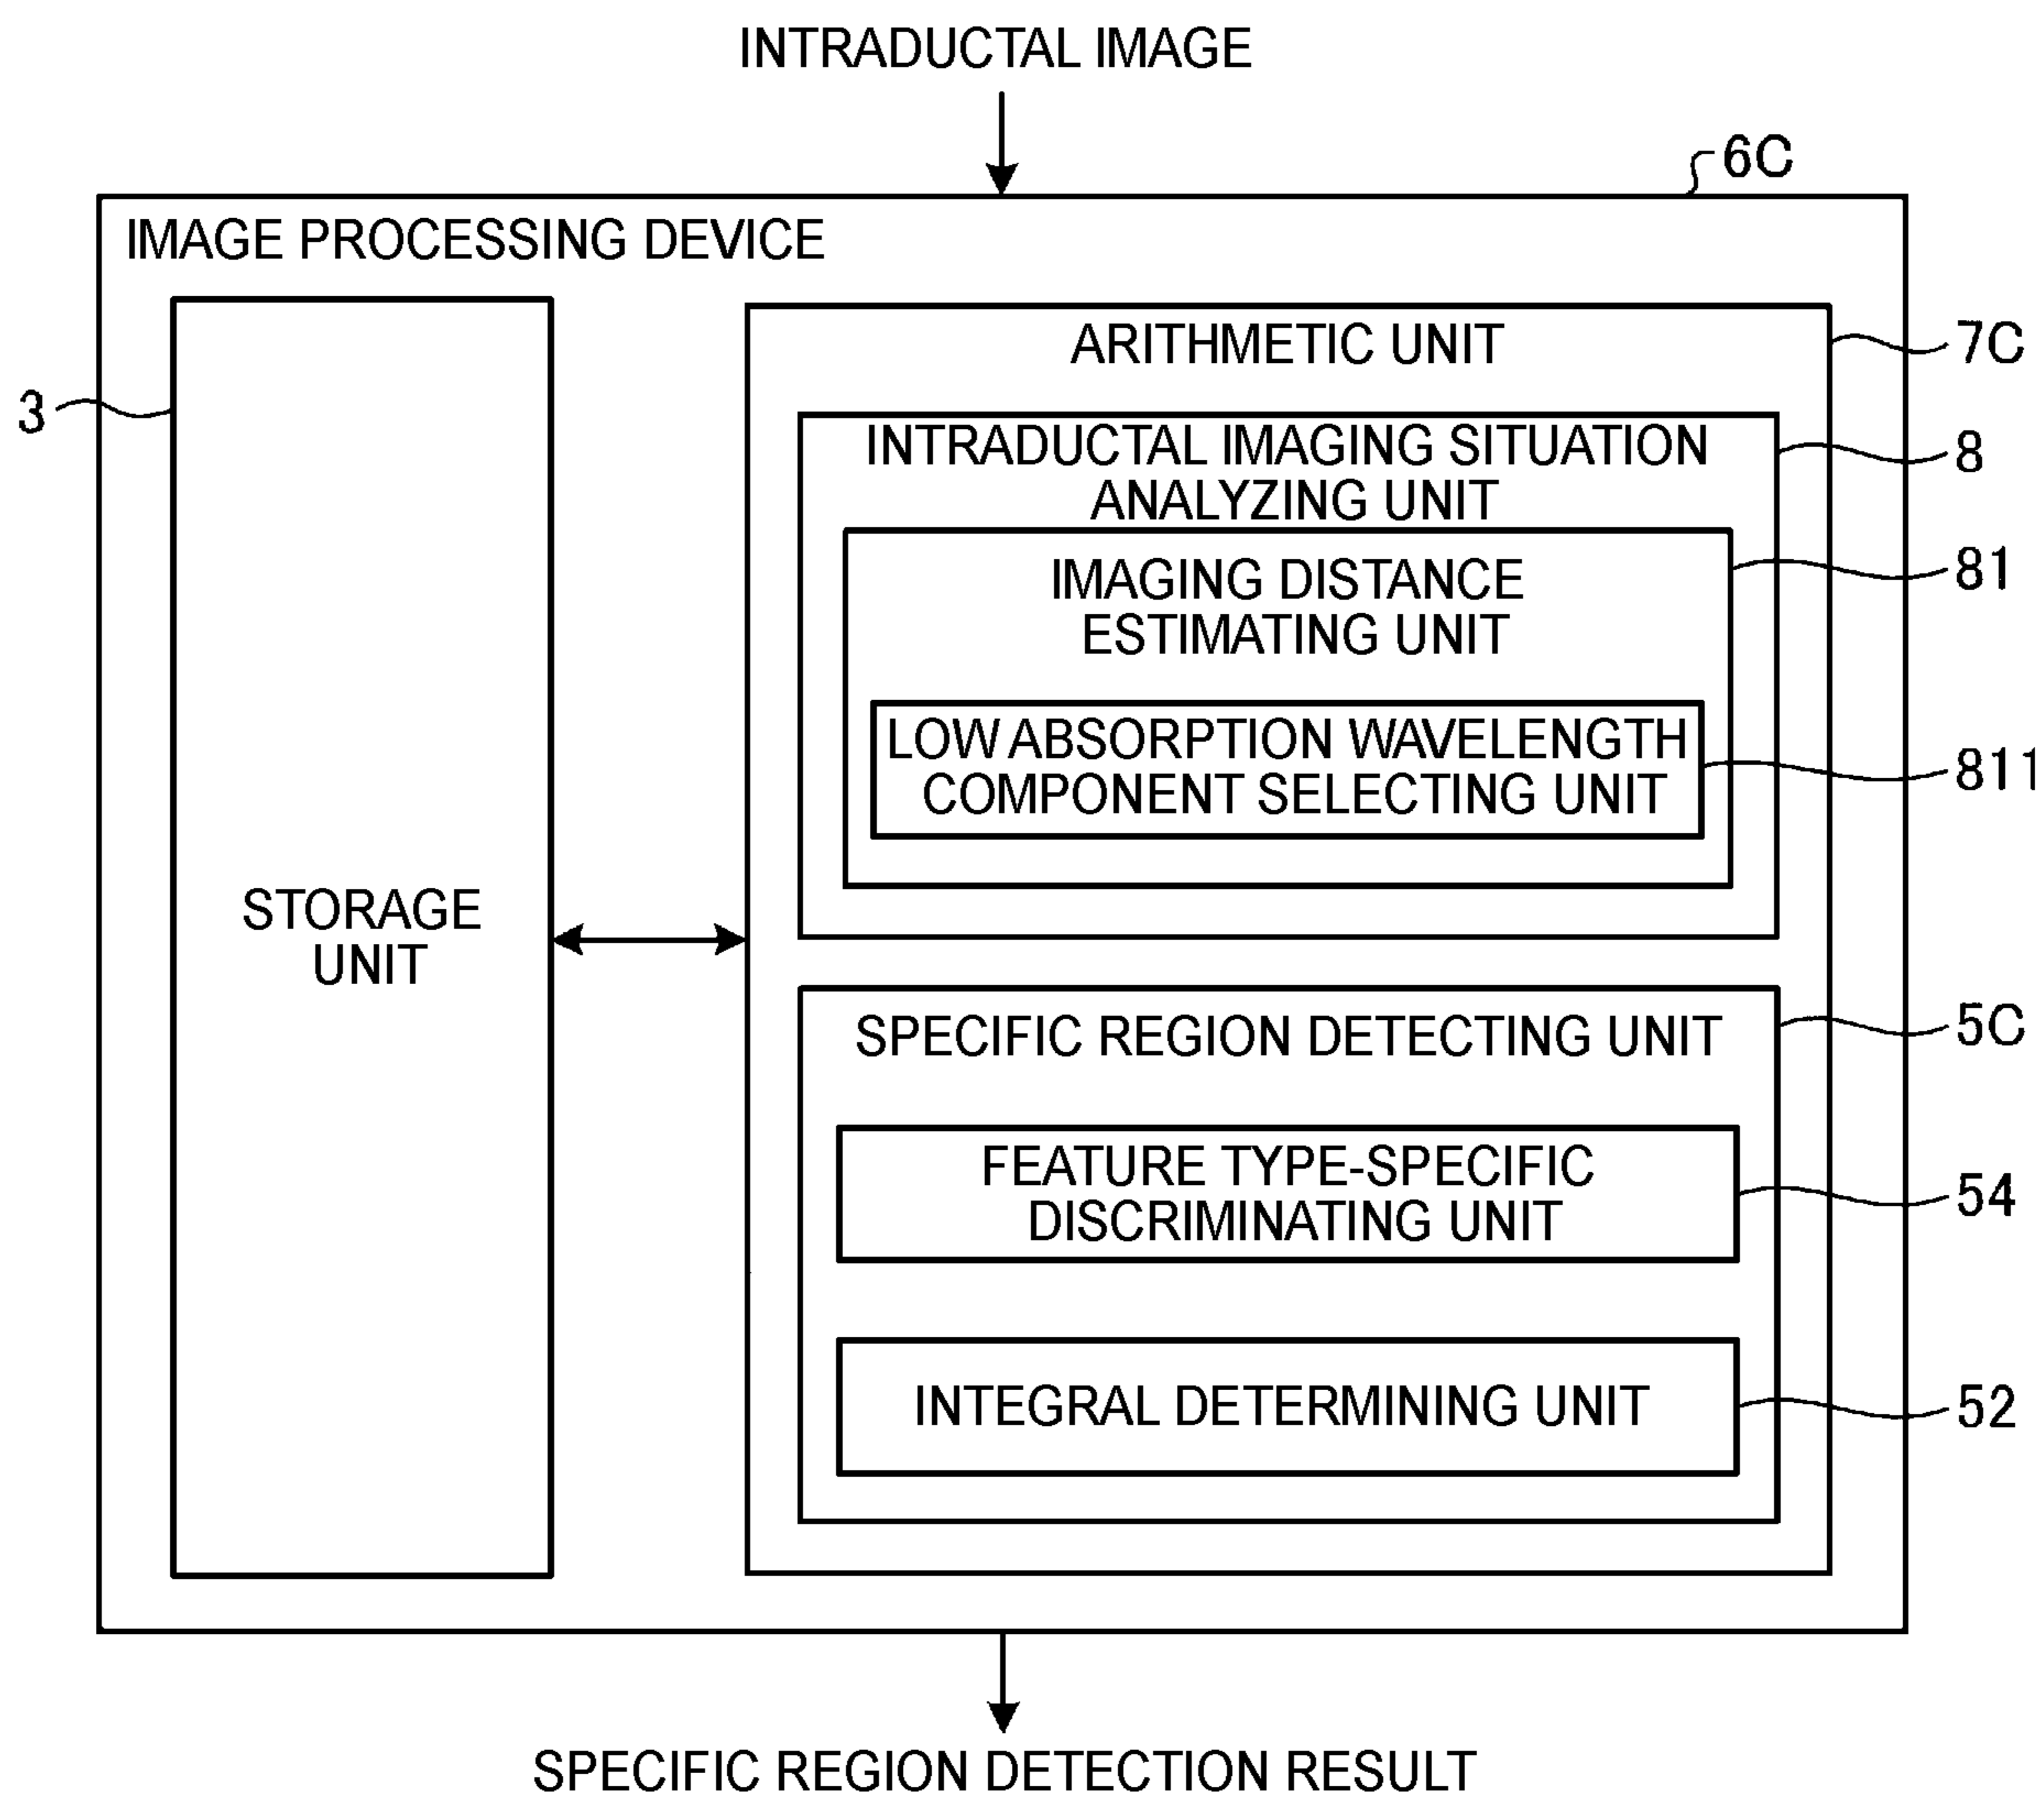 INTRADUCTAL IMAGE
6C
IMAGE PROCESSING DEVICE
3
STORAGE
UNIT
ARITHMETIC UNIT
7C
INTRADUCTAL IMAGING SITUATION
ANALYZING UNIT
8
IMAGING DISTANCE
ESTIMATING UNIT
81
LOW ABSORPTION WAVELENGTH
COMPONENT SELECTING UNIT
811
SPECIFIC REGION DETECTING UNIT
5C
FEATURE TYPE-SPECIFIC
DISCRIMINATING UNIT
54
INTEGRAL DETERMINING UNIT
52
SPECIFIC REGION DETECTION RESULT